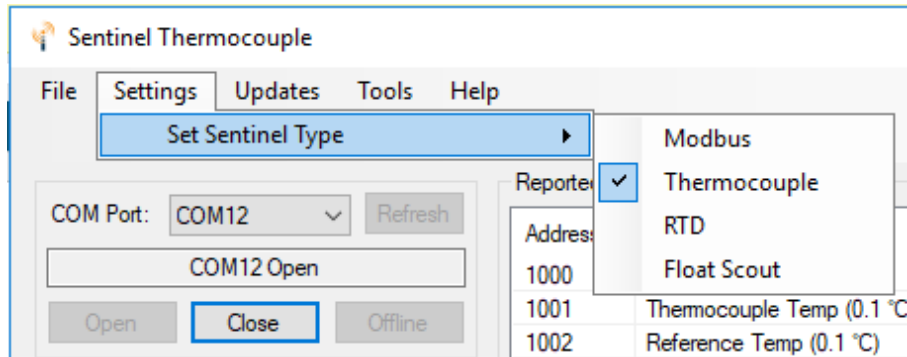 Sentinel Thermocouple
File Settings Updates Tools Help
Set Sentinel Type
Modbus
Thermocouple
RTD
Float Scout
COM Port: COM12 Refresh
COM12 Open
Open Close Offline
1000
1001 Thermocouple Temp (0.1 °C
1002 Reference Temp (0.1 °C)